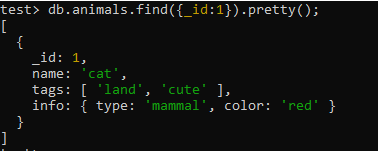 test> db.animals.find({_id:1}).pretty();
[
  {
    _id: 1,
    name: 'cat',
    tags: [ 'land', 'cute' ],
    info: { type: 'mammal', color: 'red' }
  }
]